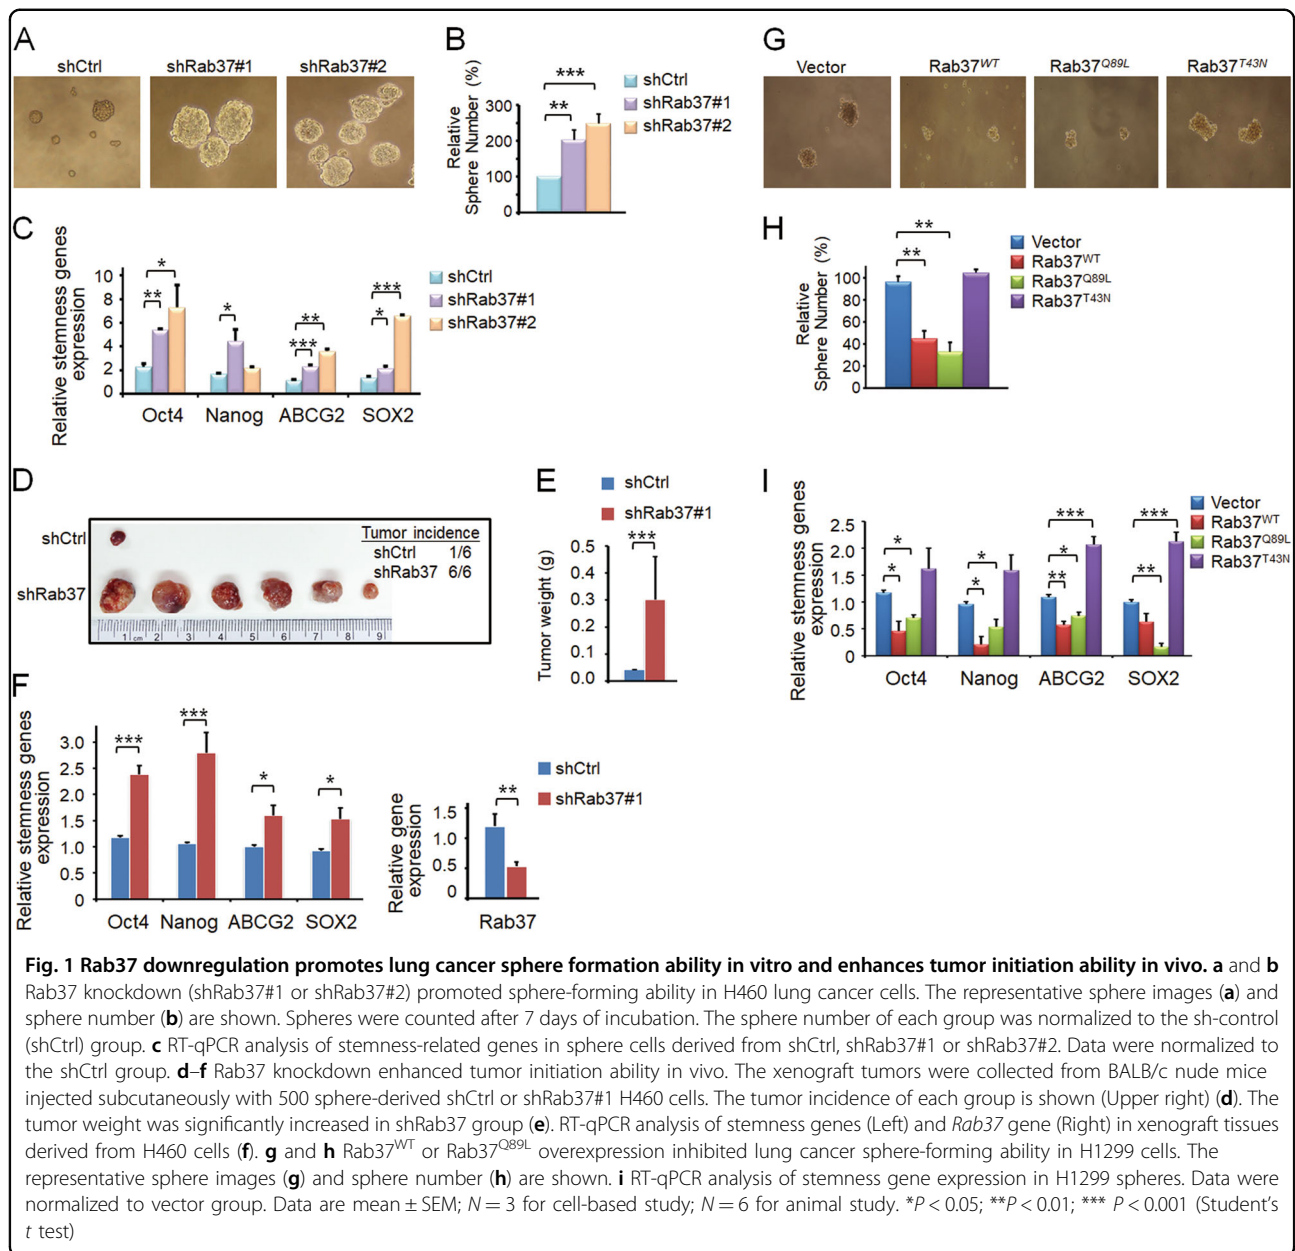 A
shCtrl shRab37#1 shRab37#2
B
Relative
Sphere Number (%)
300
200
100
0
** ***
shCtrl
shRab37#1
shRab37#2
C
Relative stemness genes
expression
10
8
6
4
2
0
** * * *** ** * ***
Oct4 Nanog ABCG2 SOX2
shCtrl
shRab37#1
shRab37#2
D
shCtrl
shRab37
Tumor incidence
shCtrl 1/6
shRab37 6/6
1 cm 2 3 4 5 6 7 8 9
E
shCtrl
shRab37#1
Tumor weight (g)
0.5
0.4
0.3
0.2
0.1
0.0
***
F
Relative stemness genes
expression
3.0
2.5
2.0
1.5
1.0
0.5
0
*** *** * *
Oct4 Nanog ABCG2 SOX2
Relative gene
expression
1.5
1.0
0.5
0
**
Rab37
shCtrl
shRab37#1
G
Vector Rab37WT Rab37Q89L Rab37T43N
H
Relative
Sphere Number (%)
100
80
60
40
20
0
** **
Vector
Rab37WT
Rab37Q89L
Rab37T43N
I
Relative stemness genes
expression
2.5
2.0
1.5
1.0
0.5
0
* * * * ** * *** ** ***
Oct4 Nanog ABCG2 SOX2
Vector
Rab37WT
Rab37Q89L
Rab37T43N
Fig. 1 Rab37 downregulation promotes lung cancer sphere formation ability in vitro and enhances tumor initiation ability in vivo. a and b
Rab37 knockdown (shRab37#1 or shRab37#2) promoted sphere-forming ability in H460 lung cancer cells. The representative sphere images (a) and
sphere number (b) are shown. Spheres were counted after 7 days of incubation. The sphere number of each group was normalized to the sh-control
(shCtrl) group. c RT-qPCR analysis of stemness-related genes in sphere cells derived from shCtrl, shRab37#1 or shRab37#2. Data were normalized to
the shCtrl group. d–f Rab37 knockdown enhanced tumor initiation ability in vivo. The xenograft tumors were collected from BALB/c nude mice
injected subcutaneously with 500 sphere-derived shCtrl or shRab37#1 H460 cells. The tumor incidence of each group is shown (Upper right) (d). The
tumor weight was significantly increased in shRab37 group (e). RT-qPCR analysis of stemness genes (Left) and Rab37 gene (Right) in xenograft tissues
derived from H460 cells (f). g and h Rab37WT or Rab37Q89L overexpression inhibited lung cancer sphere-forming ability in H1299 cells. The
representative sphere images (g) and sphere number (h) are shown. i RT-qPCR analysis of stemness gene expression in H1299 spheres. Data were
normalized to vector group. Data are mean ± SEM; N = 3 for cell-based study; N = 6 for animal study. *P < 0.05; **P < 0.01; *** P < 0.001 (Student's
t test)